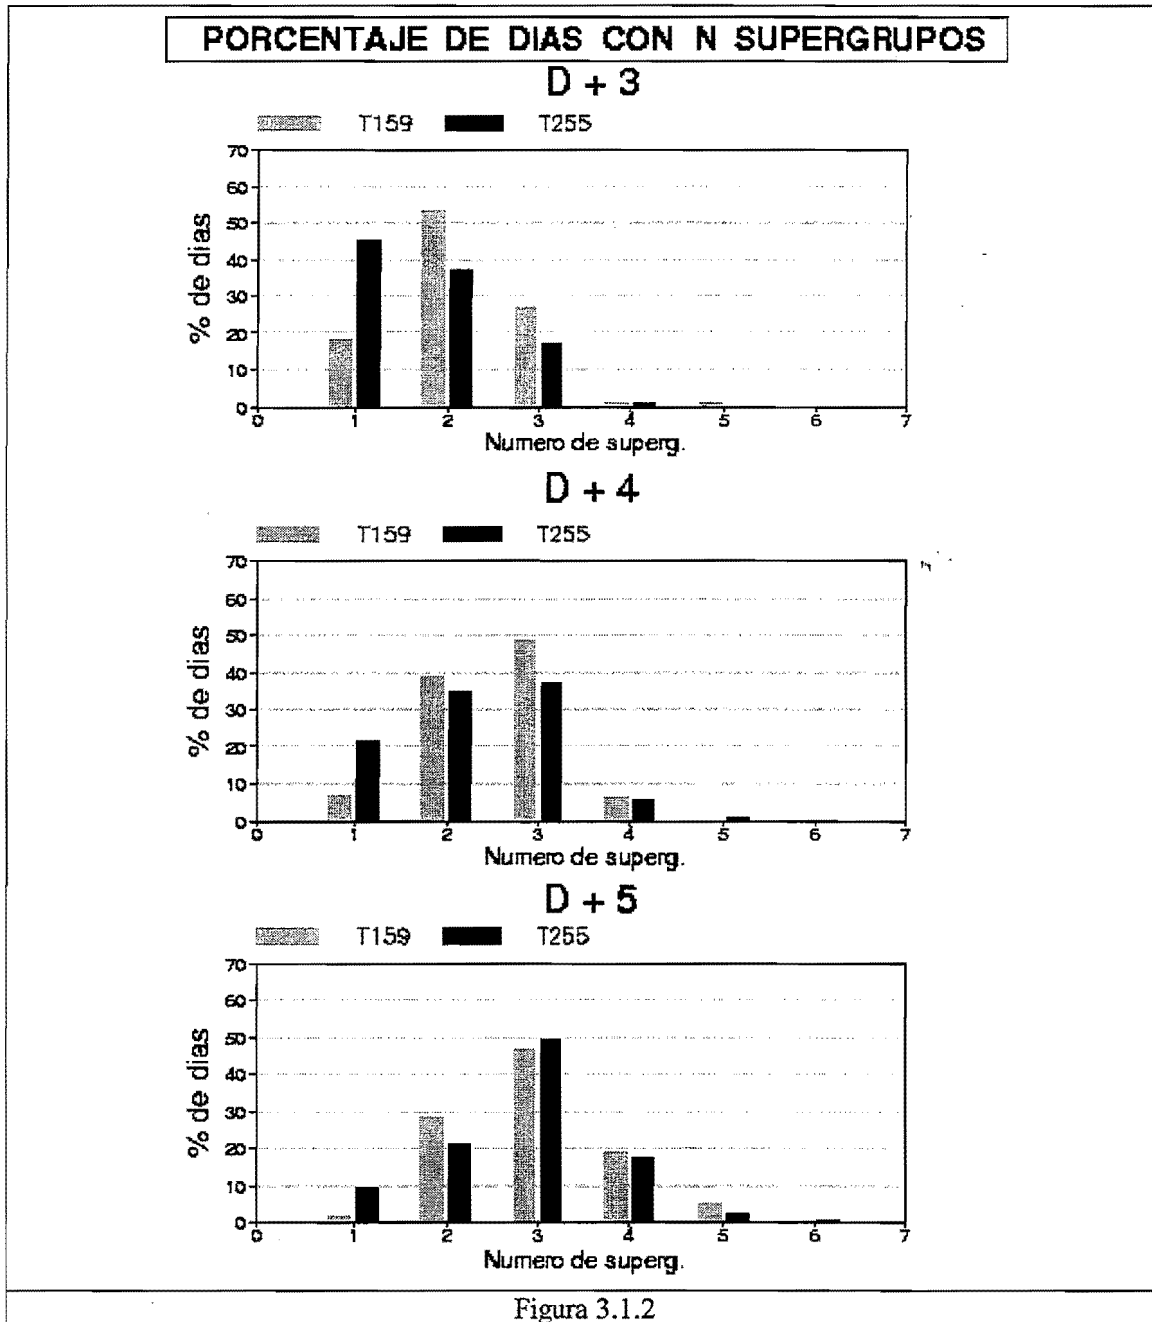 PORCENTAJE DE DIAS CON N SUPERGRUPOS
D + 3
T159 T255
70
60
50
40
30
20
10
0
0 1 2 3 4 5 6 7
% de dias
Numero de superg.
D + 4
T159 T255
70
60
50
40
30
20
10
0
0 1 2 3 4 5 6 7
% de dias
Numero de superg.
D + 5
T159 T255
70
60
50
40
30
20
10
0
0 1 2 3 4 5 6 7
% de dias
Numero de superg.
Figura 3.1.2